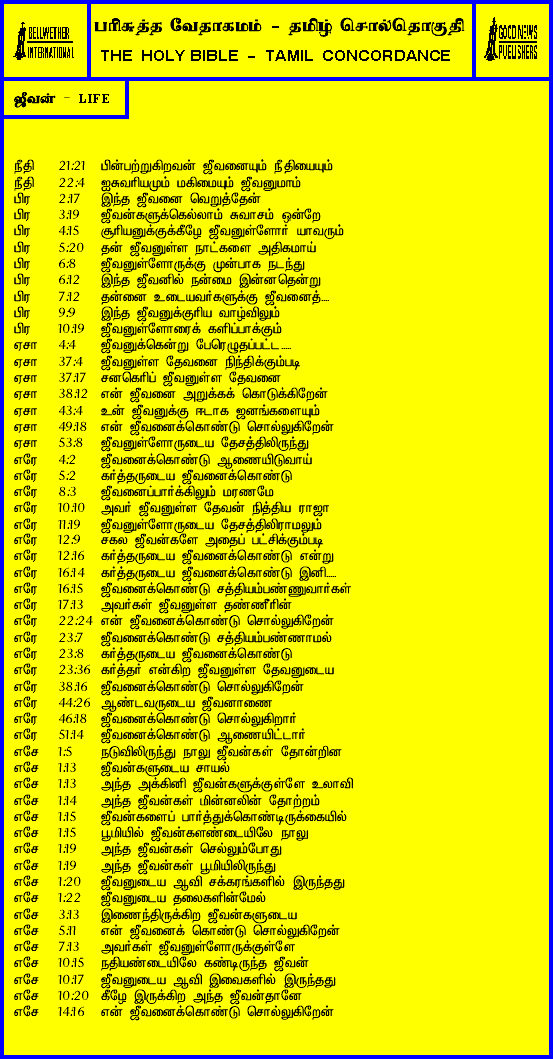 BELLWETHER
INTERNATIONAL
பரிசுத்த வேதாகமம் - தமிழ் சொல்தொகுதி
THE HOLY BIBLE - TAMIL CONCORDANCE
GOOD NEWS
PUBLISHERS
ஜீவன் - LIFE
நீதி 21:21 பின்பற்றுகிறவன் ஜீவனையும் நீதியையும்
நீதி 22:4 ஐசுவரியமும் மகிமையும் ஜீவனுமாம்
பிர 2:17 இந்த ஜீவனை வெறுத்தேன்
பிர 3:19 ஜீவன்களுக்கெல்லாம் சுவாசம் ஒன்றே
பிர 4:15 சூரியனுக்குக்கீழே ஜீவனுள்ளோர் யாவரும்
பிர 5:20 தன் ஜீவனுள்ள நாட்களை அதிகமாய்
பிர 6:8 ஜீவனுள்ளோருக்கு முன்பாக நடந்து
பிர 6:12 இந்த ஜீவனில் நன்மை இன்னதென்று
பிர 7:12 தன்னை உடையவர்களுக்கு ஜீவனைத்....
பிர 9:9 இந்த ஜீவனுக்குரிய வாழ்விலும்
பிர 10:19 ஜீவனுள்ளோரைக் களிப்பாக்கும்
ஏசா 4:4 ஜீவனுக்கென்று பேரெழுதப்பட்ட.....
ஏசா 37:4 ஜீவனுள்ள தேவனை நிந்திக்கும்படி
ஏசா 37:17 சனகெரிப் ஜீவனுள்ள தேவனை
ஏசா 38:12 என் ஜீவனை அறுக்கக் கொடுக்கிறேன்
ஏசா 43:4 உன் ஜீவனுக்கு ஈடாக ஜனங்களையும்
ஏசா 49:18 என் ஜீவனைக்கொண்டு சொல்லுகிறேன்
ஏசா 53:8 ஜீவனுள்ளோருடைய தேசத்திலிருந்து
எரே 4:2 ஜீவனைக்கொண்டு ஆணையிடுவாய்
எரே 5:2 கர்த்தருடைய ஜீவனைக்கொண்டு
எரே 8:3 ஜீவனைப்பார்க்கிலும் மரணமே
எரே 10:10 அவர் ஜீவனுள்ள தேவன் நித்திய ராஜா
எரே 11:19 ஜீவனுள்ளோருடைய தேசத்திலிராமலும்
எரே 12:9 சகல ஜீவன்களே அதைப் பட்சிக்கும்படி
எரே 12:16 கர்த்தருடைய ஜீவனைக்கொண்டு என்று
எரே 16:14 கர்த்தருடைய ஜீவனைக்கொண்டு இனி....
எரே 16:15 ஜீவனைக்கொண்டு சத்தியம்பண்ணுவார்கள்
எரே 17:13 அவர்கள் ஜீவனுள்ள தண்ணீரின்
எரே 22:24 என் ஜீவனைக்கொண்டு சொல்லுகிறேன்
எரே 23:7 ஜீவனைக்கொண்டு சத்தியம்பண்ணாமல்
எரே 23:8 கர்த்தருடைய ஜீவனைக்கொண்டு
எரே 23:36 கர்த்தர் என்கிற ஜீவனுள்ள தேவனுடைய
எரே 38:16 ஜீவனைக்கொண்டு சொல்லுகிறேன்
எரே 44:26 ஆண்டவருடைய ஜீவனாணை
எரே 46:18 ஜீவனைக்கொண்டு சொல்லுகிறார்
எரே 51:14 ஜீவனைக்கொண்டு ஆணையிட்டார்
எசே 1:5 நடுவிலிருந்து நாலு ஜீவன்கள் தோன்றின
எசே 1:13 ஜீவன்களுடைய சாயல்
எசே 1:13 அந்த அக்கினி ஜீவன்களுக்குள்ளே உலாவி
எசே 1:14 அந்த ஜீவன்கள் மின்னலின் தோற்றம்
எசே 1:15 ஜீவன்களைப் பார்த்துக்கொண்டிருக்கையில்
எசே 1:15 பூமியில் ஜீவன்களண்டையிலே நாலு
எசே 1:19 அந்த ஜீவன்கள் செல்லும்போது
எசே 1:19 அந்த ஜீவன்கள் பூமியிலிருந்து
எசே 1:20 ஜீவனுடைய ஆவி சக்கரங்களில் இருந்தது
எசே 1:22 ஜீவனுடைய தலைகளின்மேல்
எசே 3:13 இணைந்திருக்கிற ஜீவன்களுடைய
எசே 5:11 என் ஜீவனைக் கொண்டு சொல்லுகிறேன்
எசே 7:13 அவர்கள் ஜீவனுள்ளோருக்குள்ளே
எசே 10:15 நதியண்டையிலே கண்டிருந்த ஜீவன்
எசே 10:17 ஜீவனுடைய ஆவி இவைகளில் இருந்தது
எசே 10:20 கீழே இருக்கிற அந்த ஜீவன்தானே
எசே 14:16 என் ஜீவனைக்கொண்டு சொல்லுகிறேன்